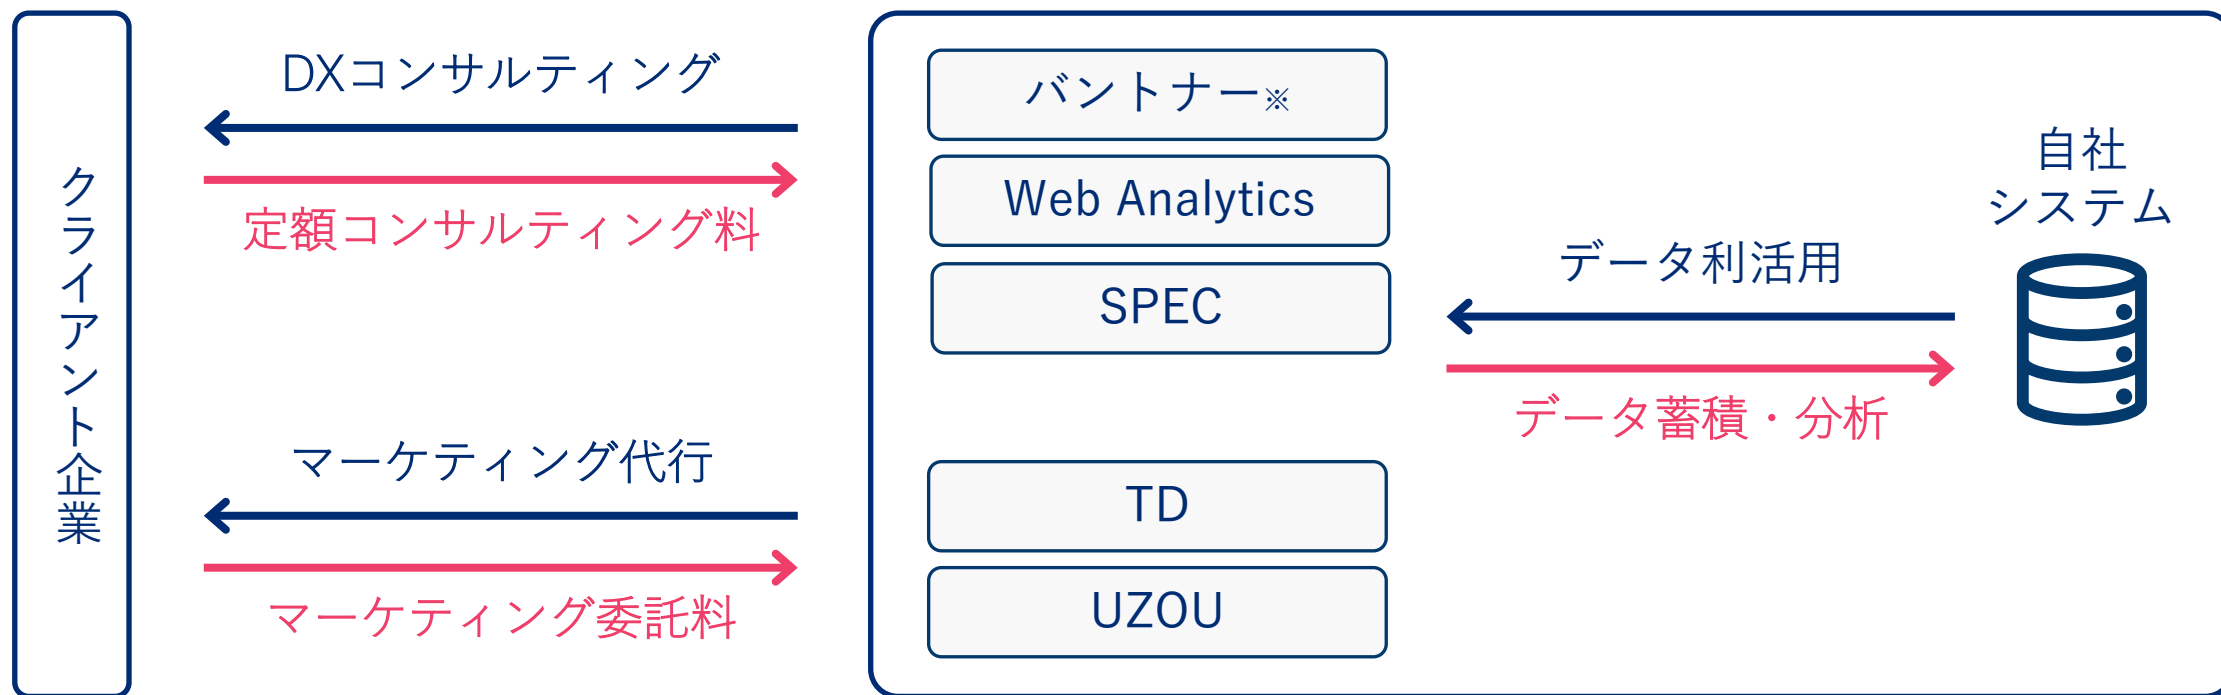 クライアント企業
DXコンサルティング
定額コンサルティング料
マーケティング代行
マーケティング委託料
バントナー※
Web Analytics
SPEC
TD
UZOU
データ利活用
データ蓄積・分析
自社
システム